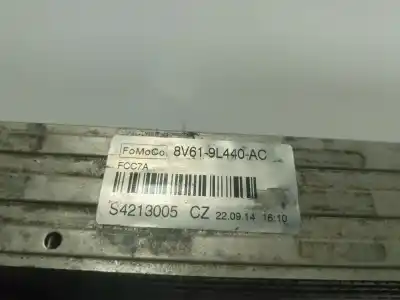 FoMoCo 8V61-9L440-AC
FCC7A
S4213005 CZ 22.09.14 16:10